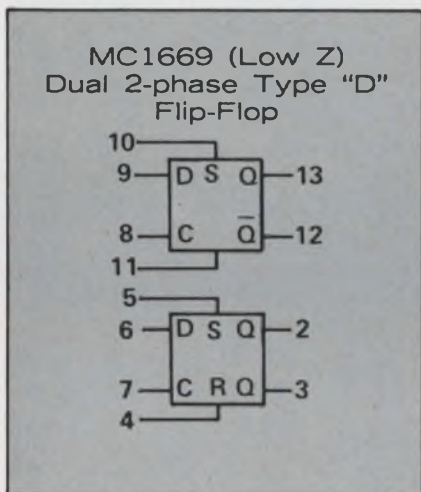 MC1669 (Low Z)
Dual 2-phase Type “D”
Flip-Flop
10
9 D S Q 13
8 C Q̅ 12
11
5
6 D S Q 2
7 C R Q 3
4